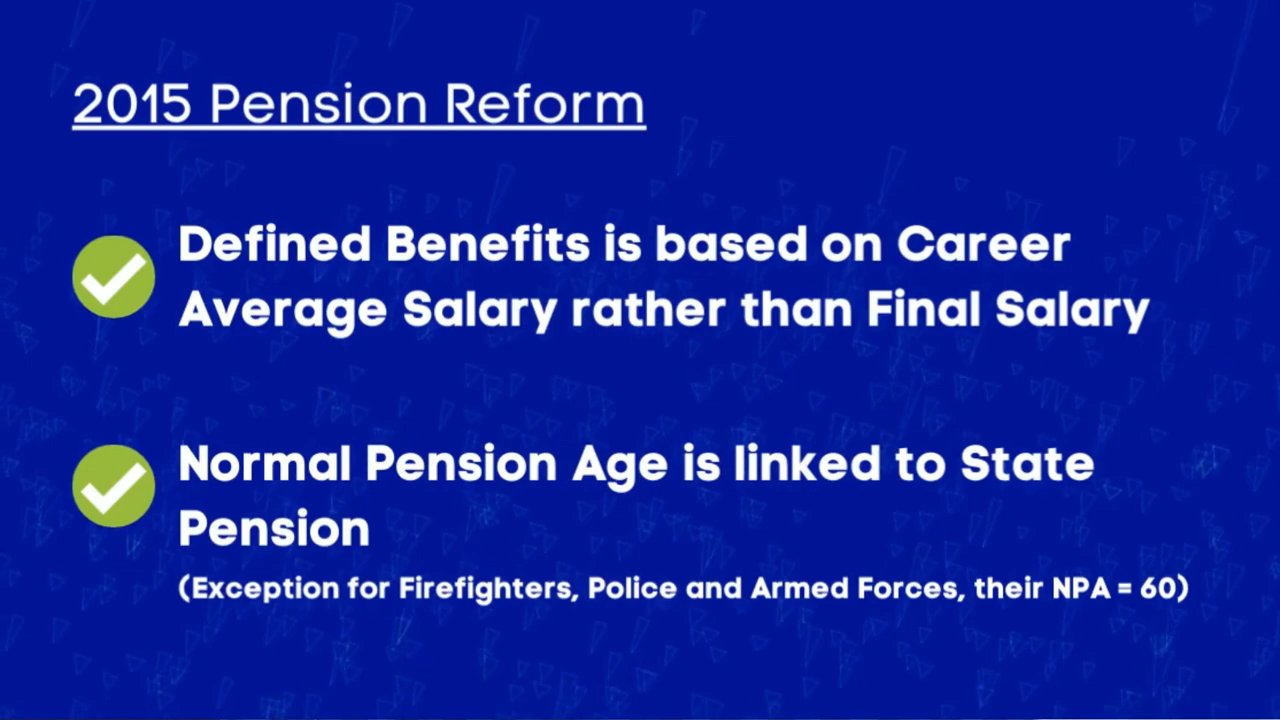 2015 Pension Reform
Defined Benefits is based on Career
Average Salary rather than Final Salary
Normal Pension Age is linked to State
Pension
(Exception for Firefighters, Police and Armed Forces, their NPA = 60)